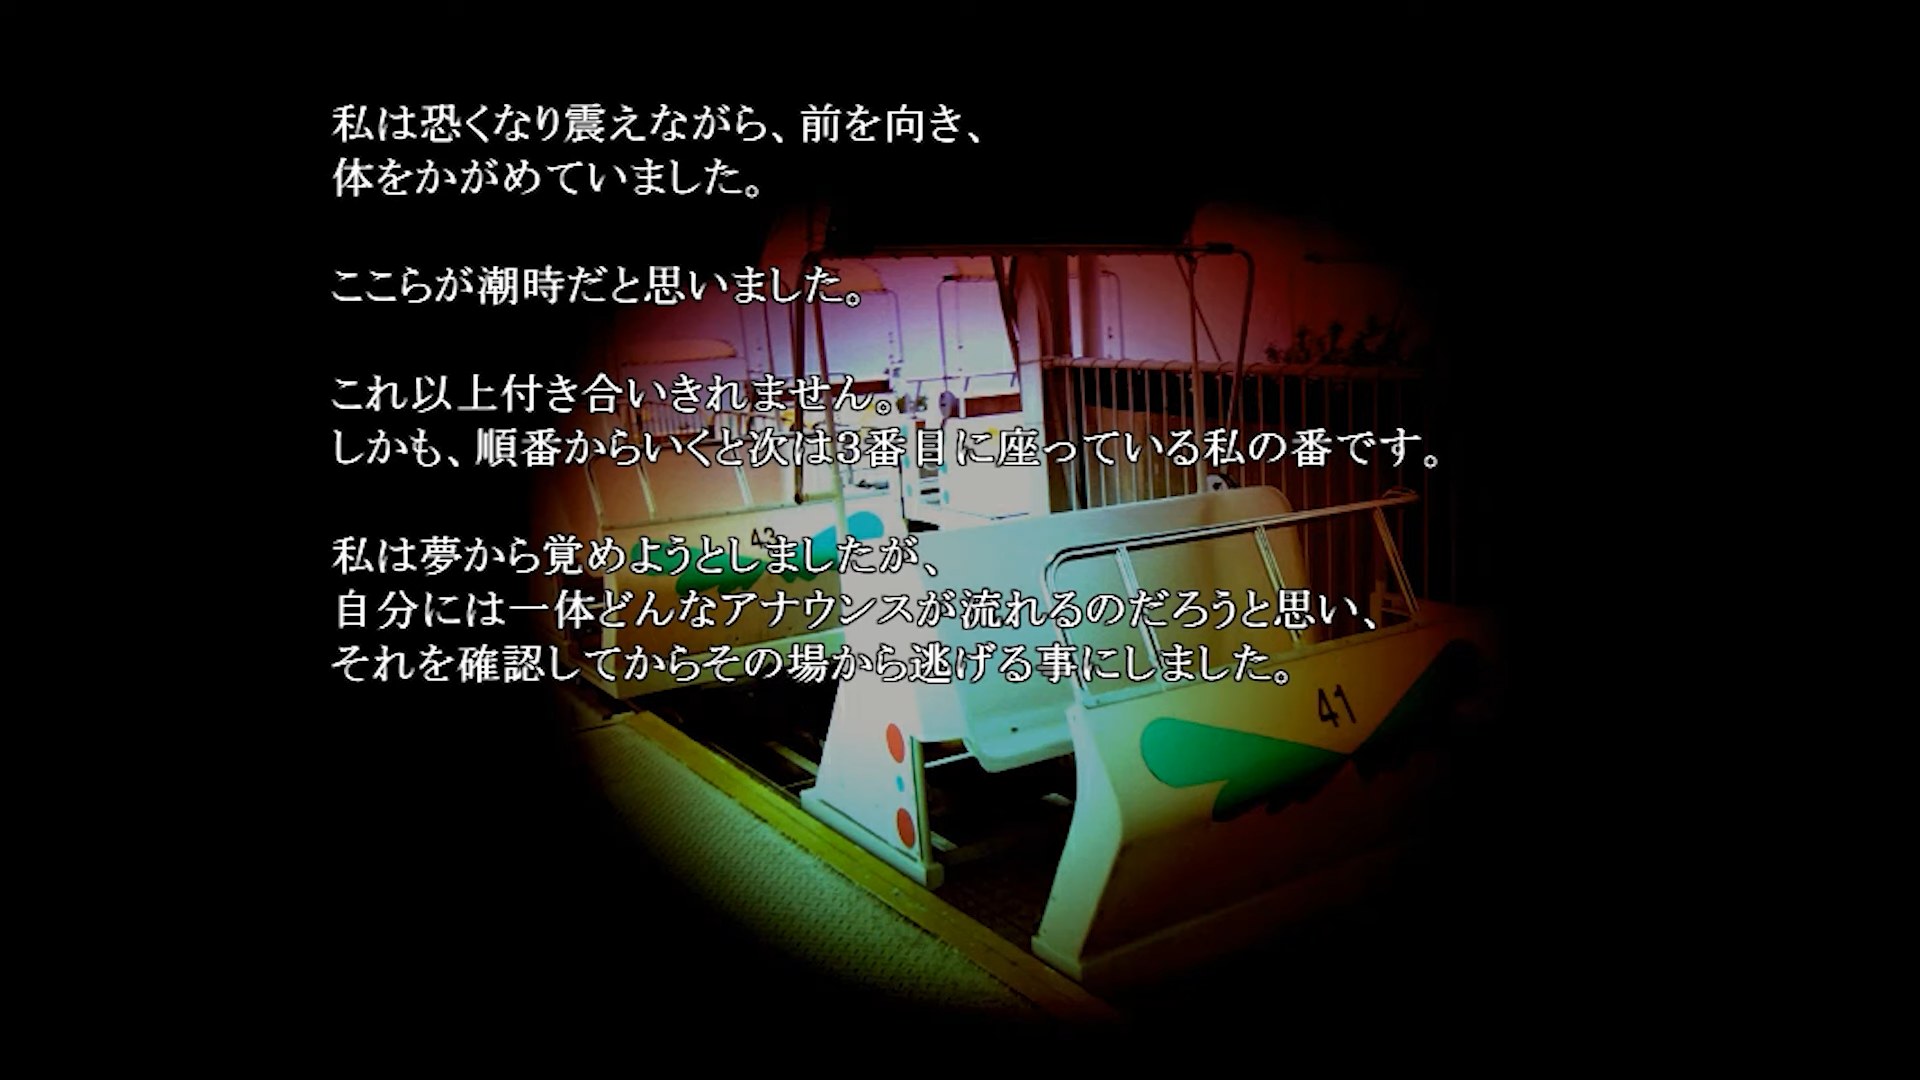 私は恐くなり震えながら、前を向き、
体をかがめていました。
ここらが潮時だと思いました。
これ以上付き合いきれません。
しかも、順番からいくと次は3番目に座っている私の番です。
私は夢から覚めようとしましたが、
自分には一体どんなアナウンスが流れるのだろうと思い、
それを確認してからその場から逃げる事にしました。
43
41